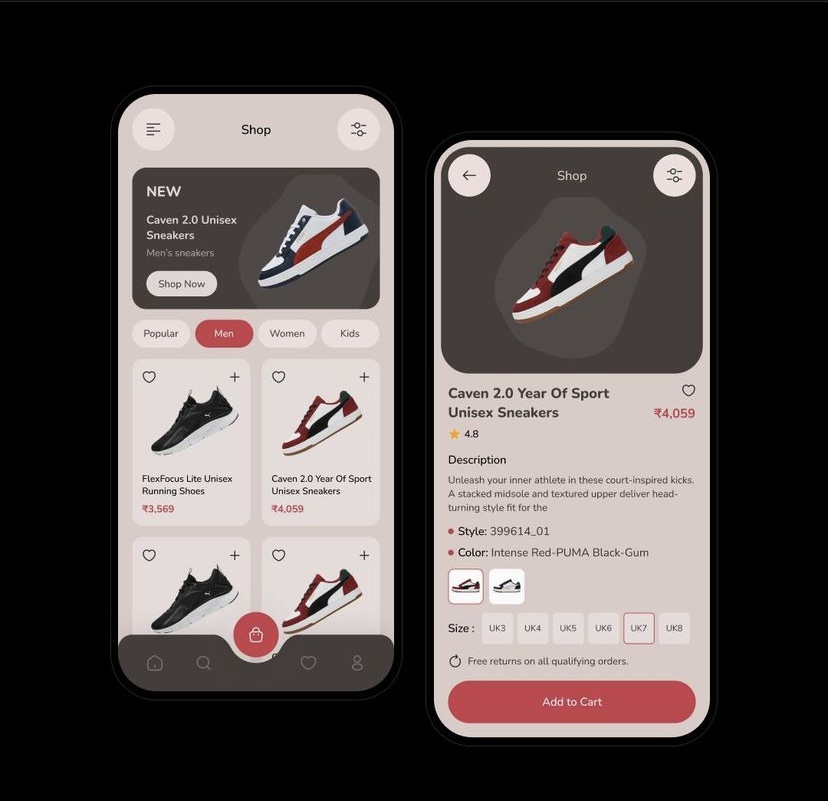 Shop
NEW
Caven 2.0 Unisex
Sneakers
Men's sneakers
Shop Now
Popular
Men
Women
Kids
FlexFocus Lite Unisex
Running Shoes
₹3,569
Caven 2.0 Year Of Sport
Unisex Sneakers
₹4,059
Shop
Caven 2.0 Year Of Sport
Unisex Sneakers
₹4,059
4.8
Description
Unleash your inner athlete in these court-inspired kicks.
A stacked midsole and textured upper deliver head-
turning style fit for the
Style: 399614_01
Color: Intense Red-PUMA Black-Gum
Size :
UK3
UK4
UK5
UK6
UK7
UK8
Free returns on all qualifying orders.
Add to Cart